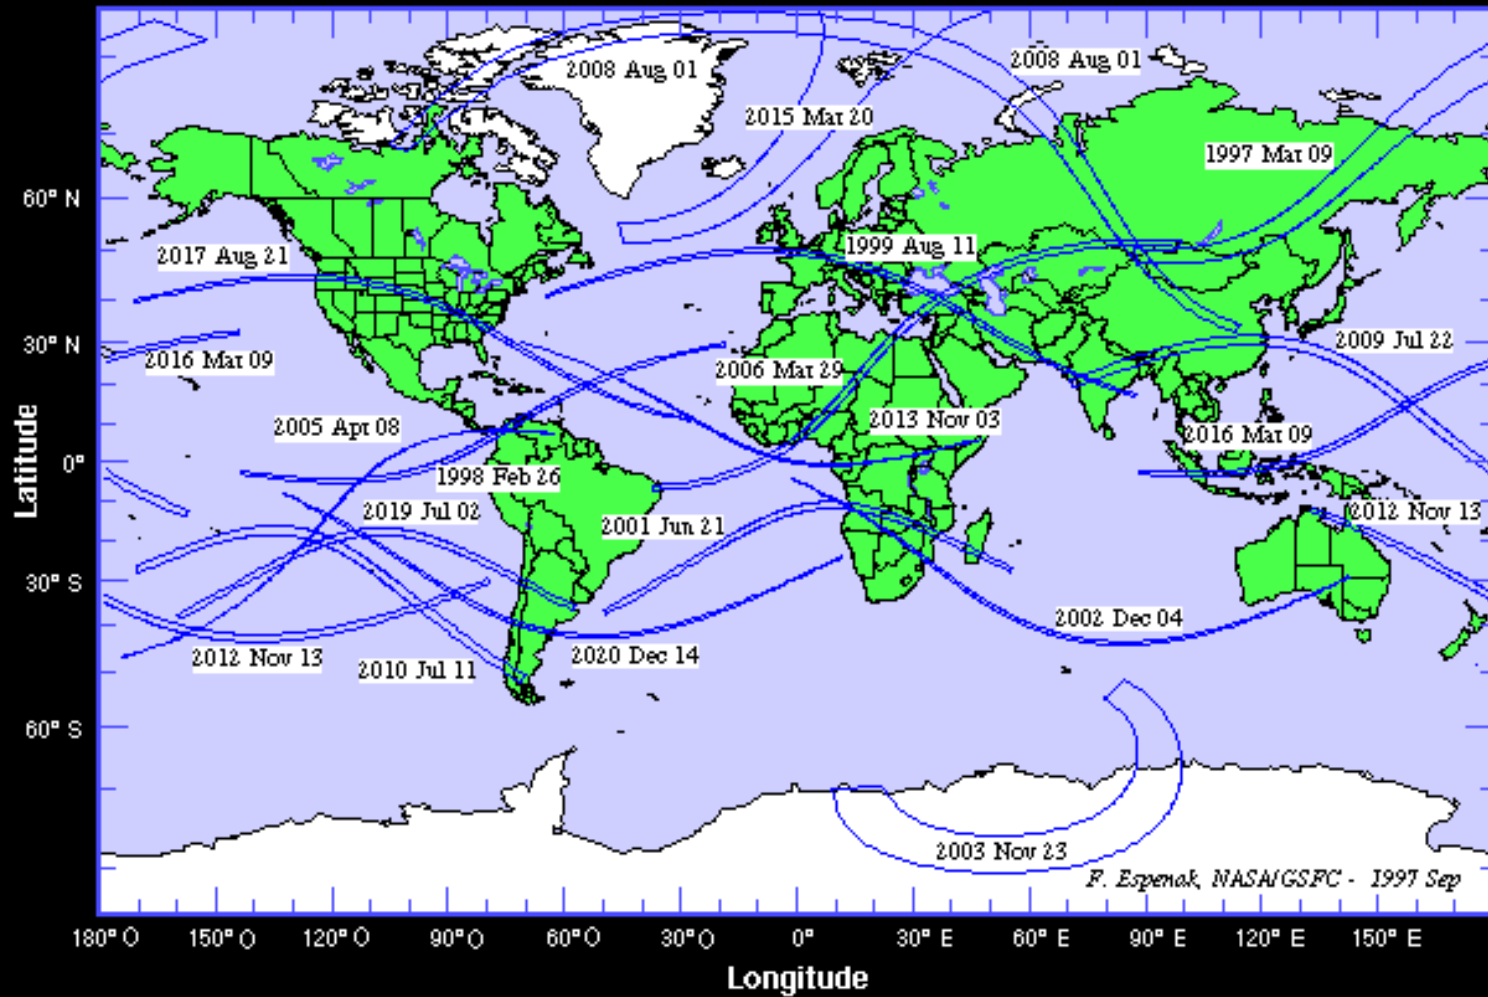 2008 Aug 01
2008 Aug 01
2015 Mar 20
1997 Mar 09
60° N
2017 Aug 21
1999 Aug 11
30° N
2016 Mar 09
2009 Jul 22
2006 Mar 29
2005 Apr 08
2013 Nov 03
2016 Mar 09
Latitude
0°
1998 Feb 26
2019 Jul 02
2001 Jun 21
2012 Nov 13
30° S
2002 Dec 04
2012 Nov 13
2010 Jul 11
2020 Dec 14
60° S
2003 Nov 23
F. Espenak, NASA/GSFC - 1997 Sep
180° O 150° O 120° O 90° O 60° O 30° O 0° 30° E 60° E 90° E 120° E 150° E
Longitude